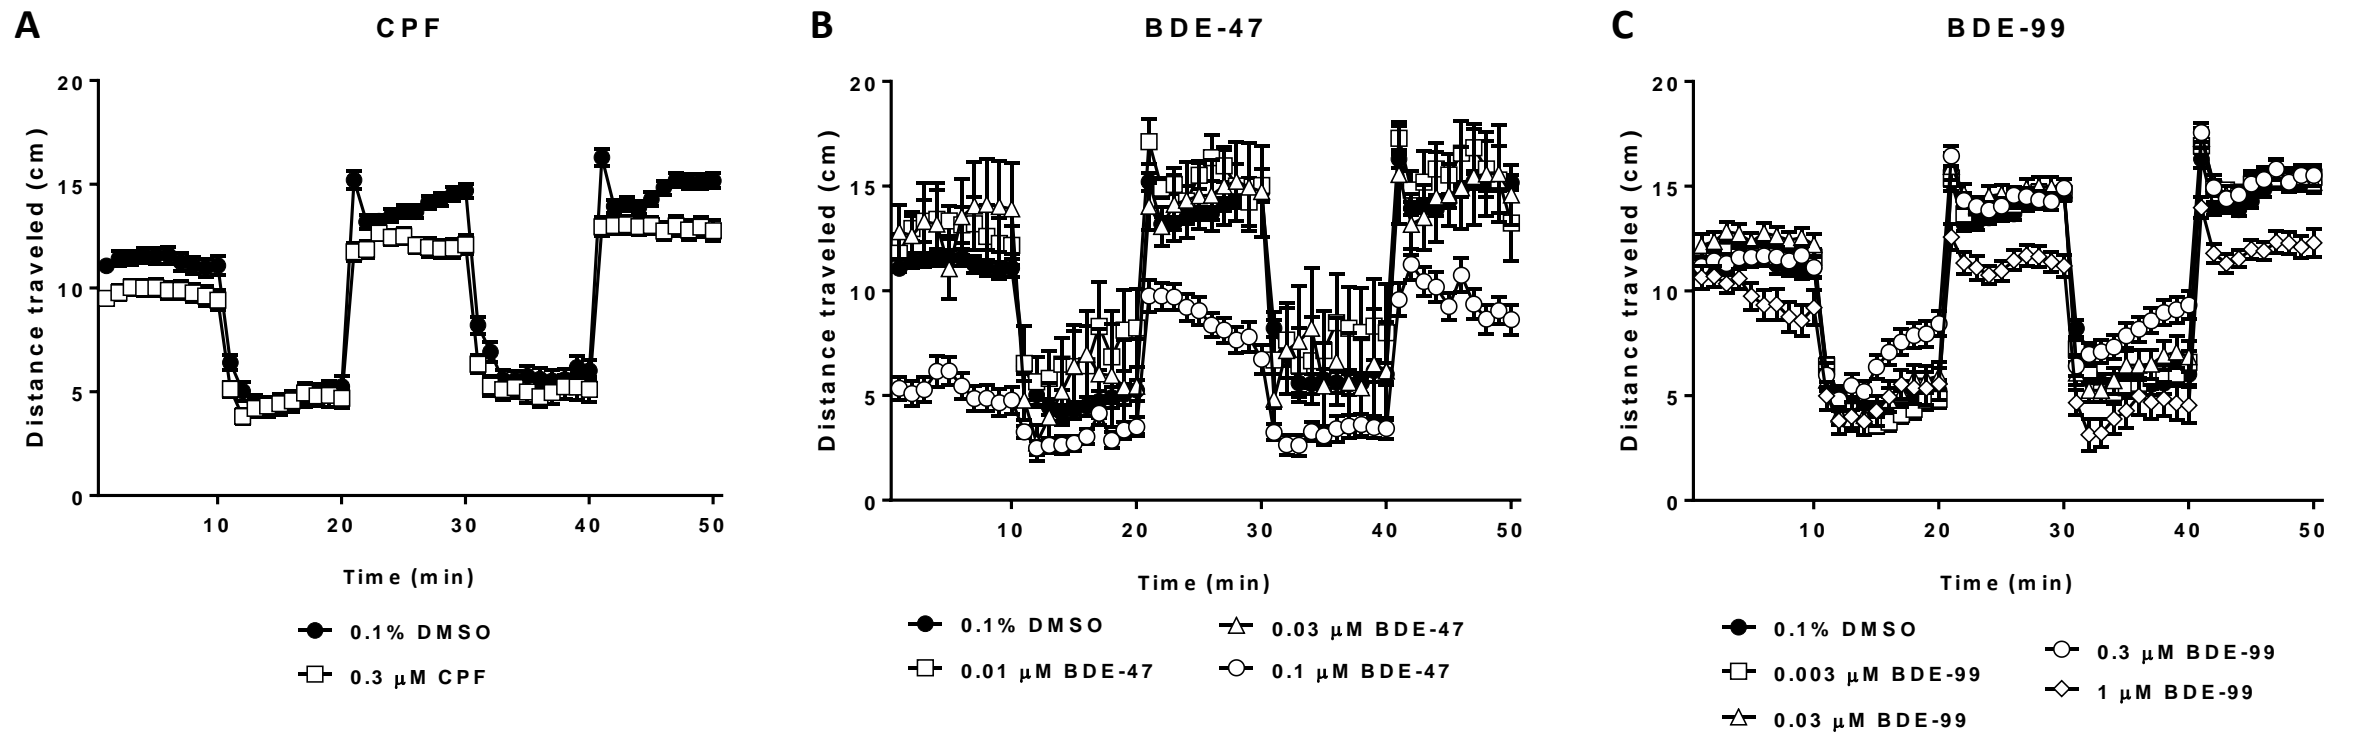 A
CPF
Distance traveled (cm)
20
15
10
5
0
10 20 30 40 50
Time (min)
0.1% DMSO
0.3 µM CPF
B
BDE-47
Distance traveled (cm)
20
15
10
5
0
10 20 30 40 50
Time (min)
0.1% DMSO
0.01 µM BDE-47
0.03 µM BDE-47
0.1 µM BDE-47
C
BDE-99
Distance traveled (cm)
20
15
10
5
0
10 20 30 40 50
Time (min)
0.1% DMSO
0.003 µM BDE-99
0.03 µM BDE-99
0.3 µM BDE-99
1 µM BDE-99